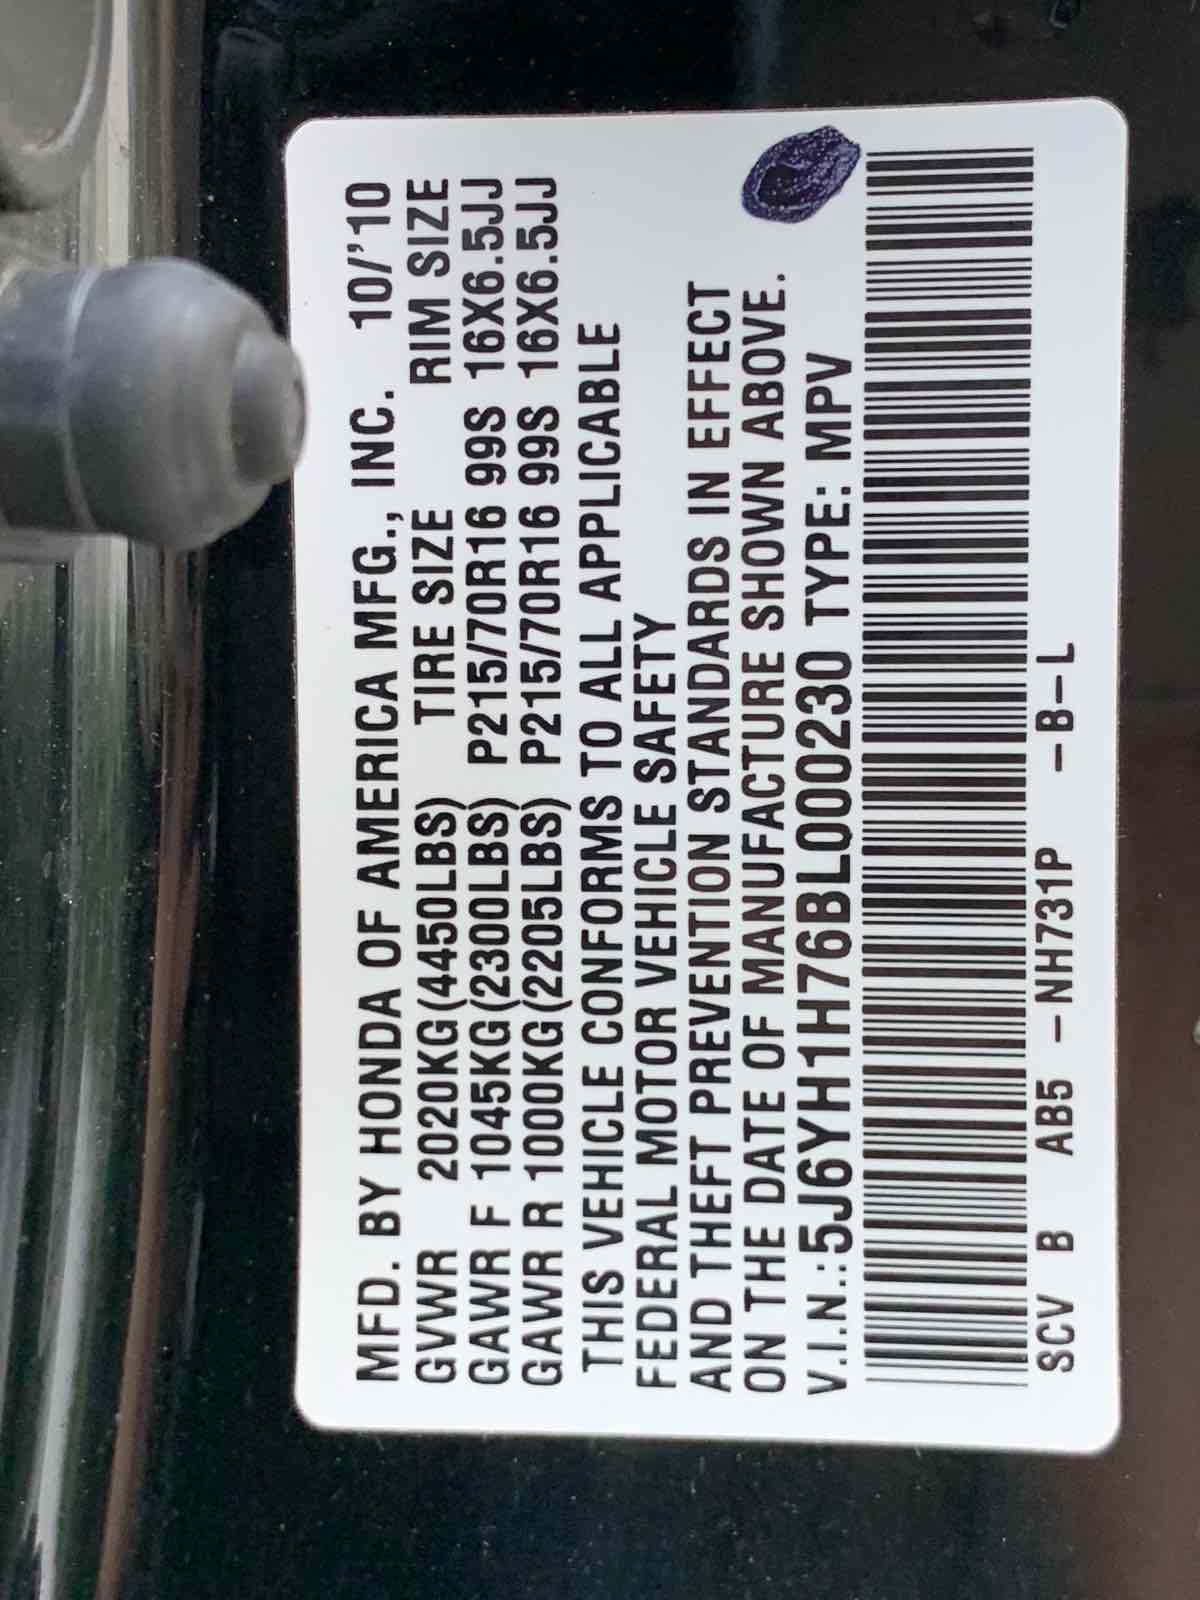 MFD. BY HONDA OF AMERICA MFG., INC. 10/'10
GVWR 2020KG(4450LBS) TIRE SIZE RIM SIZE
GAWR F 1045KG(2300LBS) P215/70R16 99S 16X6.5JJ
GAWR R 1000KG(2205LBS) P215/70R16 99S 16X6.5JJ
THIS VEHICLE CONFORMS TO ALL APPLICABLE
FEDERAL MOTOR VEHICLE SAFETY
AND THEFT PREVENTION STANDARDS IN EFFECT
ON THE DATE OF MANUFACTURE SHOWN ABOVE.
V.I.N.:5J6YH1H76BL000230 TYPE: MPV
SCV B AB5 –NH731P –B–L